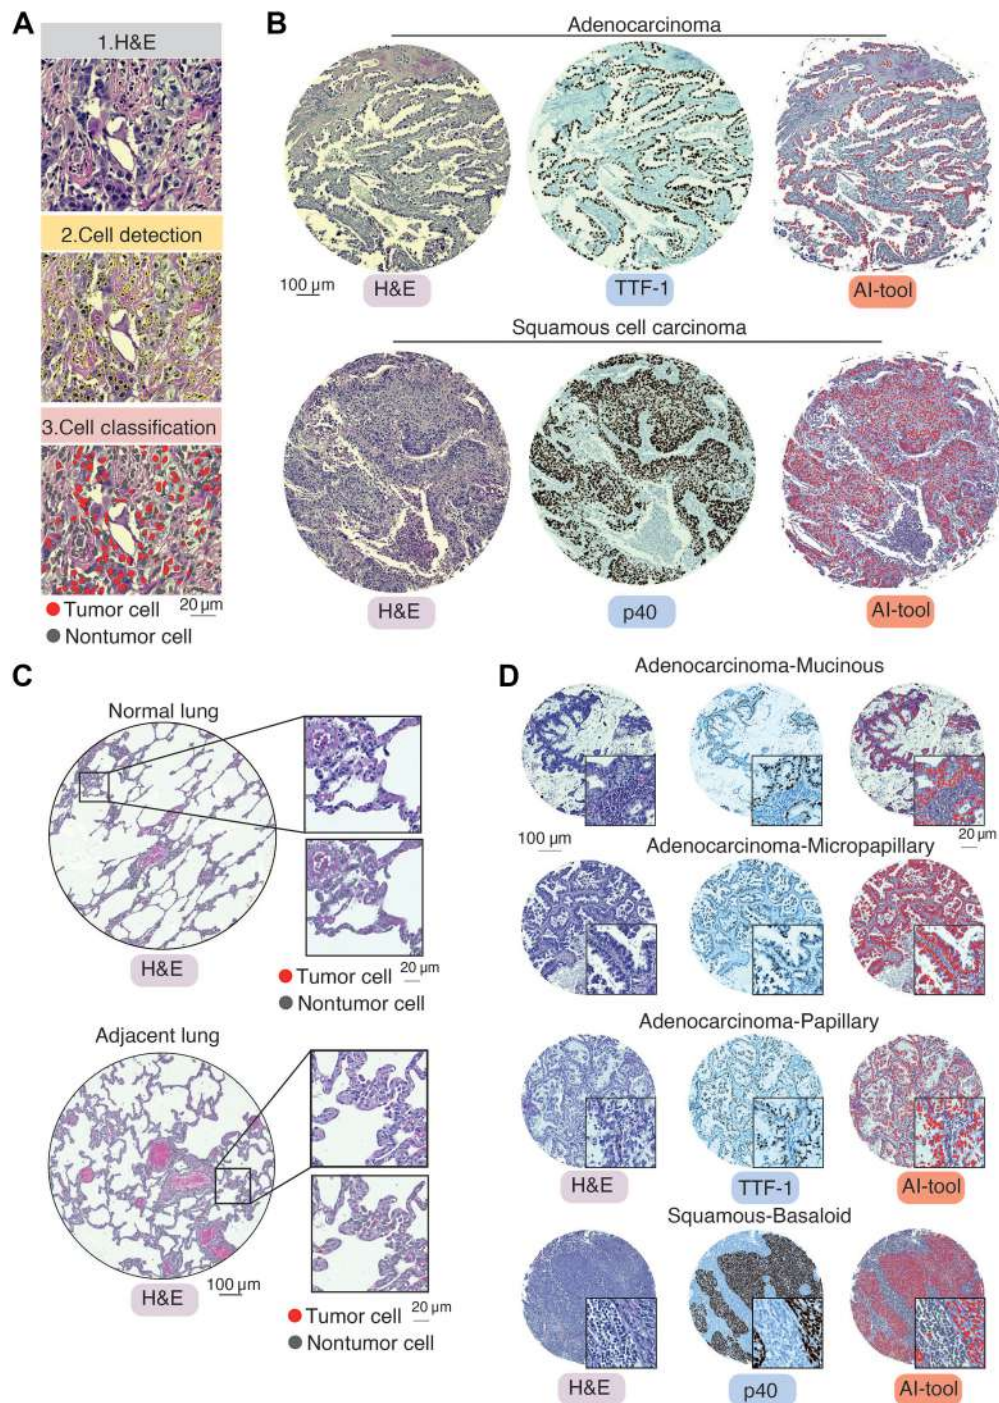 A
1.H&E
2.Cell detection
3.Cell classification
Tumor cell
20 µm
Nontumor cell
B
Adenocarcinoma
100 µm
H&E
TTF-1
AI-tool
Squamous cell carcinoma
H&E
p40
AI-tool
C
Normal lung
H&E
Tumor cell
20 µm
Nontumor cell
Adjacent lung
100 µm
H&E
Tumor cell
20 µm
Nontumor cell
D
Adenocarcinoma-Mucinous
100 µm
20 µm
Adenocarcinoma-Micropapillary
Adenocarcinoma-Papillary
H&E
TTF-1
AI-tool
Squamous-Basaloid
H&E
p40
AI-tool